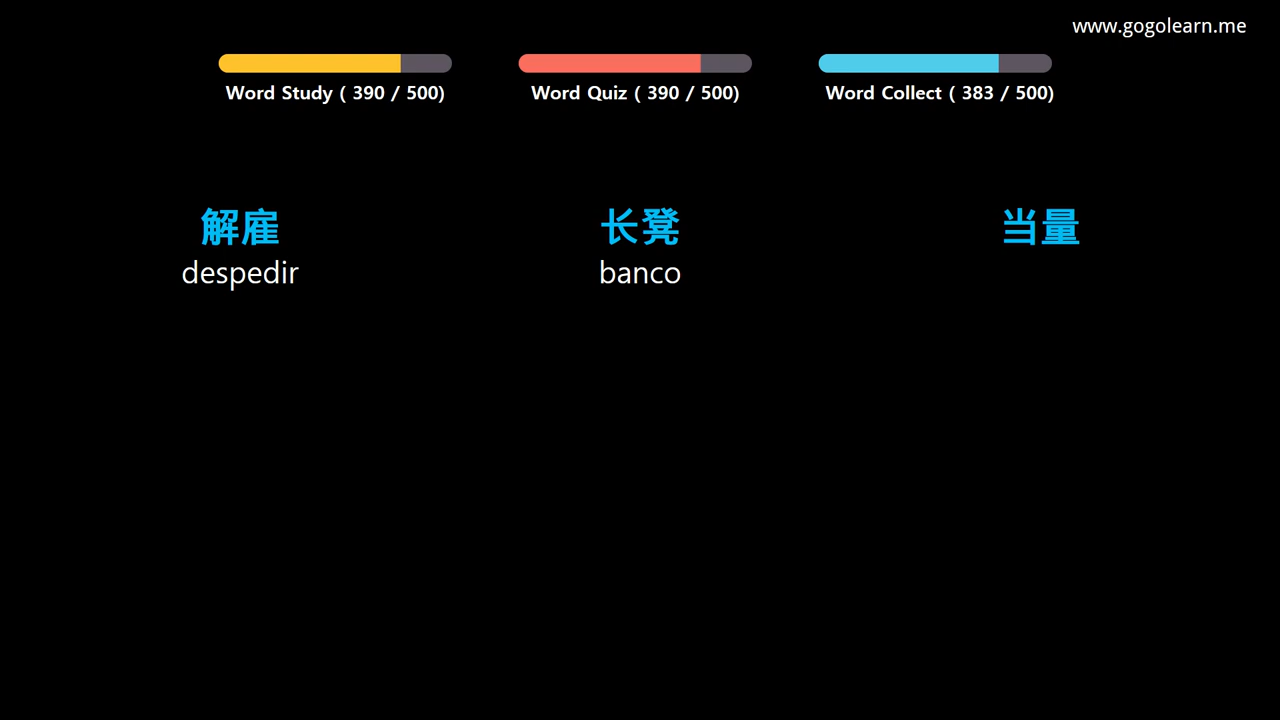 www.gogolearn.me
Word Study ( 390 / 500)
Word Quiz ( 390 / 500)
Word Collect ( 383 / 500)
解雇
despedir
长凳
banco
当量